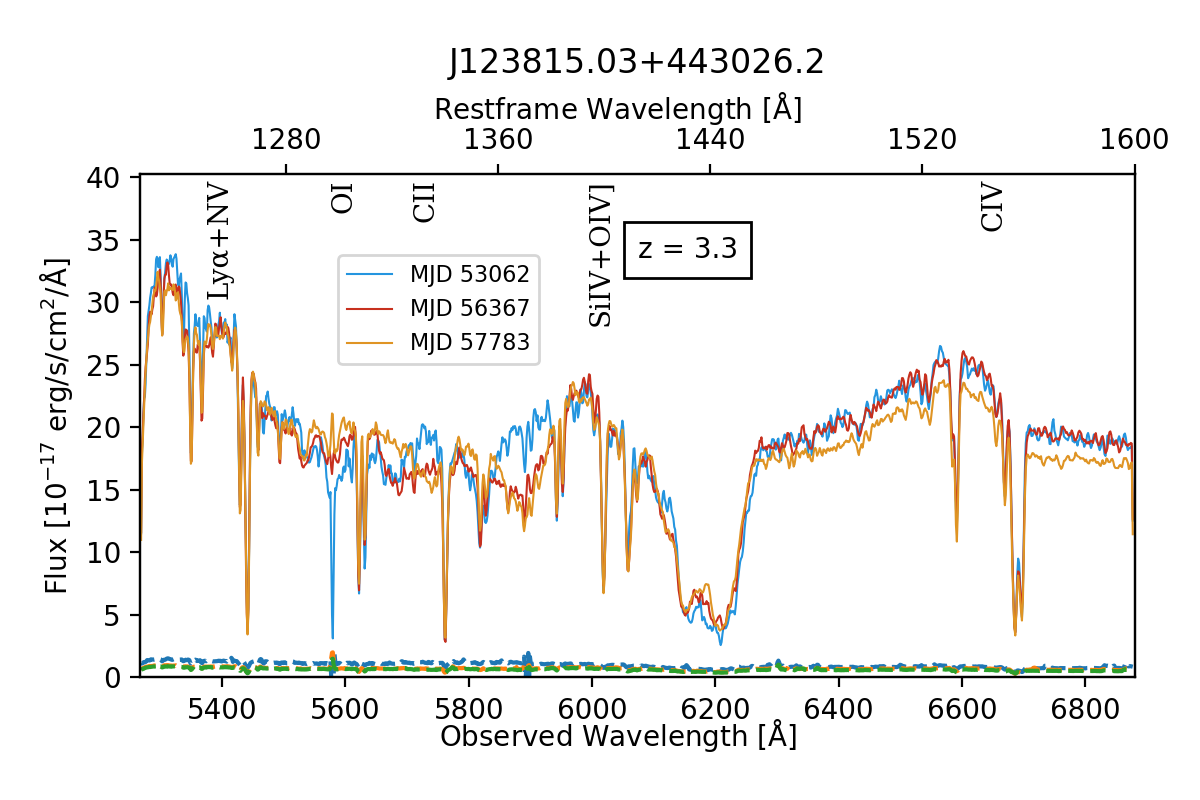 J123815.03+443026.2
Restframe Wavelength [Å]
1280 1360 1440 1520 1600
40
35
30
25
20
15
10
5
0
Flux [10⁻¹⁷ erg/s/cm²/Å]
Lyα+NV
OI
CII
SiIV+OIV]
CIV
z = 3.3
MJD 53062
MJD 56367
MJD 57783
5400 5600 5800 6000 6200 6400 6600 6800
Observed Wavelength [Å]